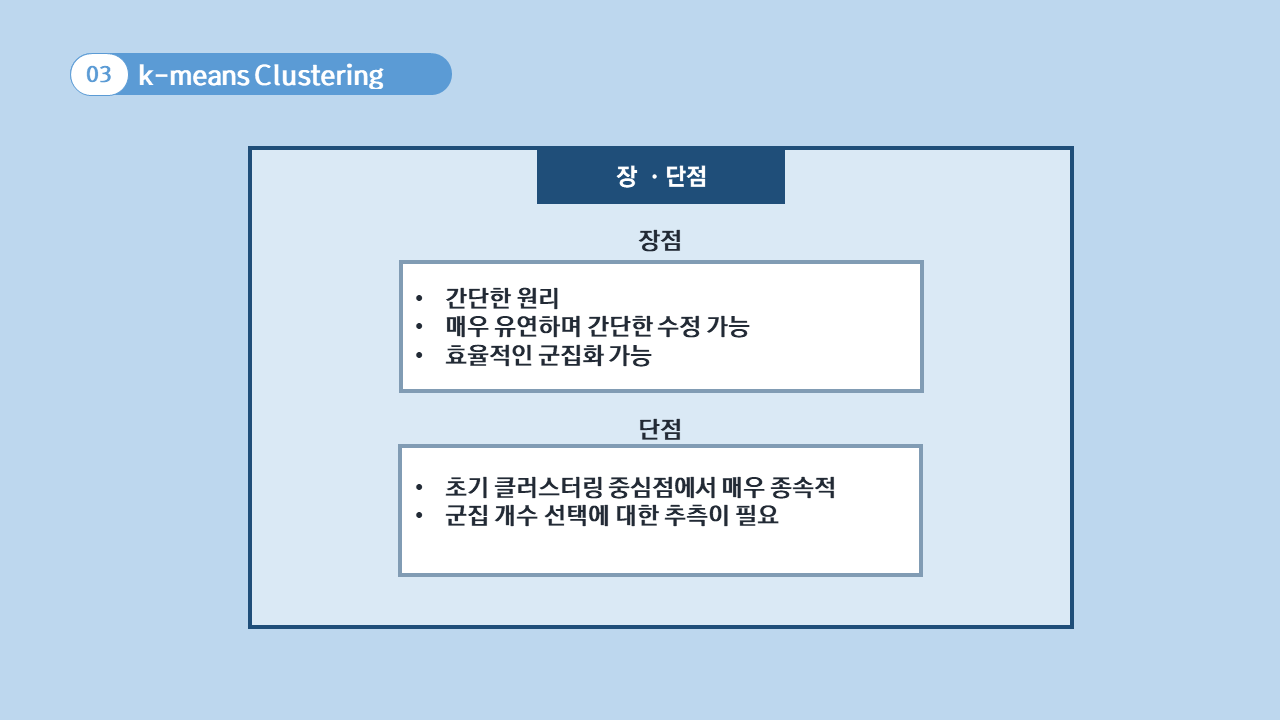 03 k-means Clustering
장 · 단점
장점
• 간단한 원리
• 매우 유연하며 간단한 수정 가능
• 효율적인 군집화 가능
단점
• 초기 클러스터링 중심점에서 매우 종속적
• 군집 개수 선택에 대한 추측이 필요